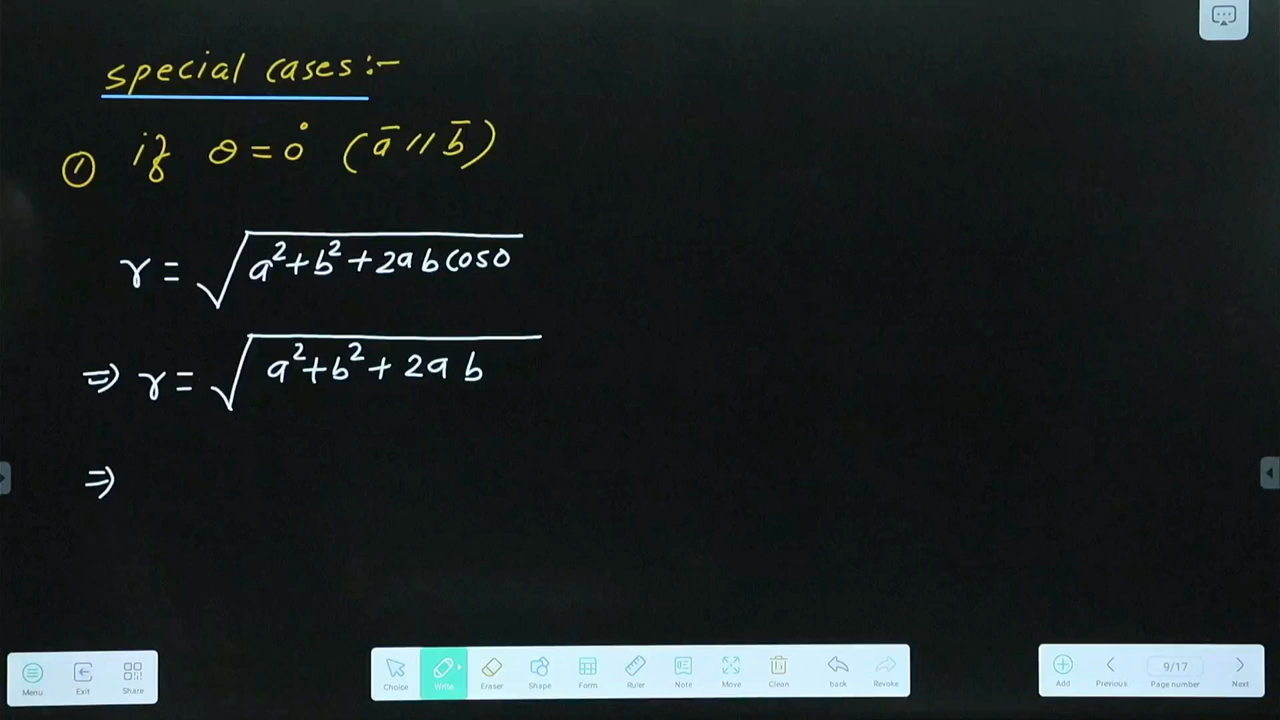 special cases:-
① if θ = 0° (a̅ // b̅)
r = √(a²+b²+2ab cos0)
⇒ r = √(a²+b²+2ab)
⇒
Menu Exit Share Choice Write Eraser Shape Form Ruler Note Move Clean back Revoke Add Previous 9/17 Page number Next